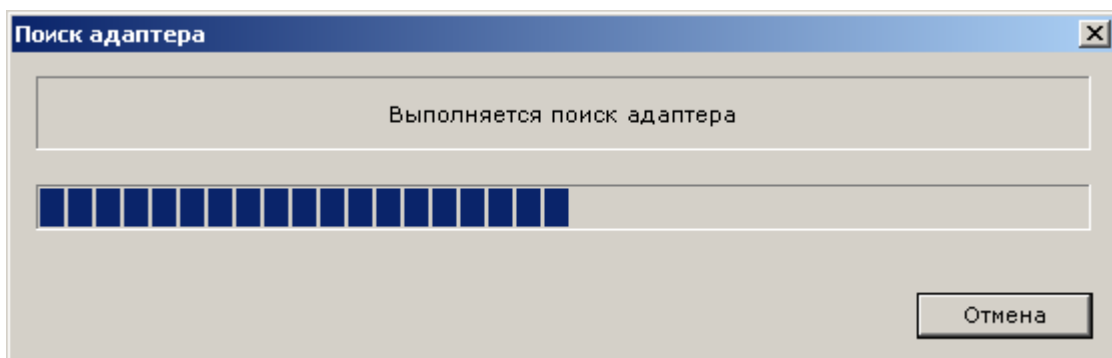 Поиск адаптера
Выполняется поиск адаптера
Отмена